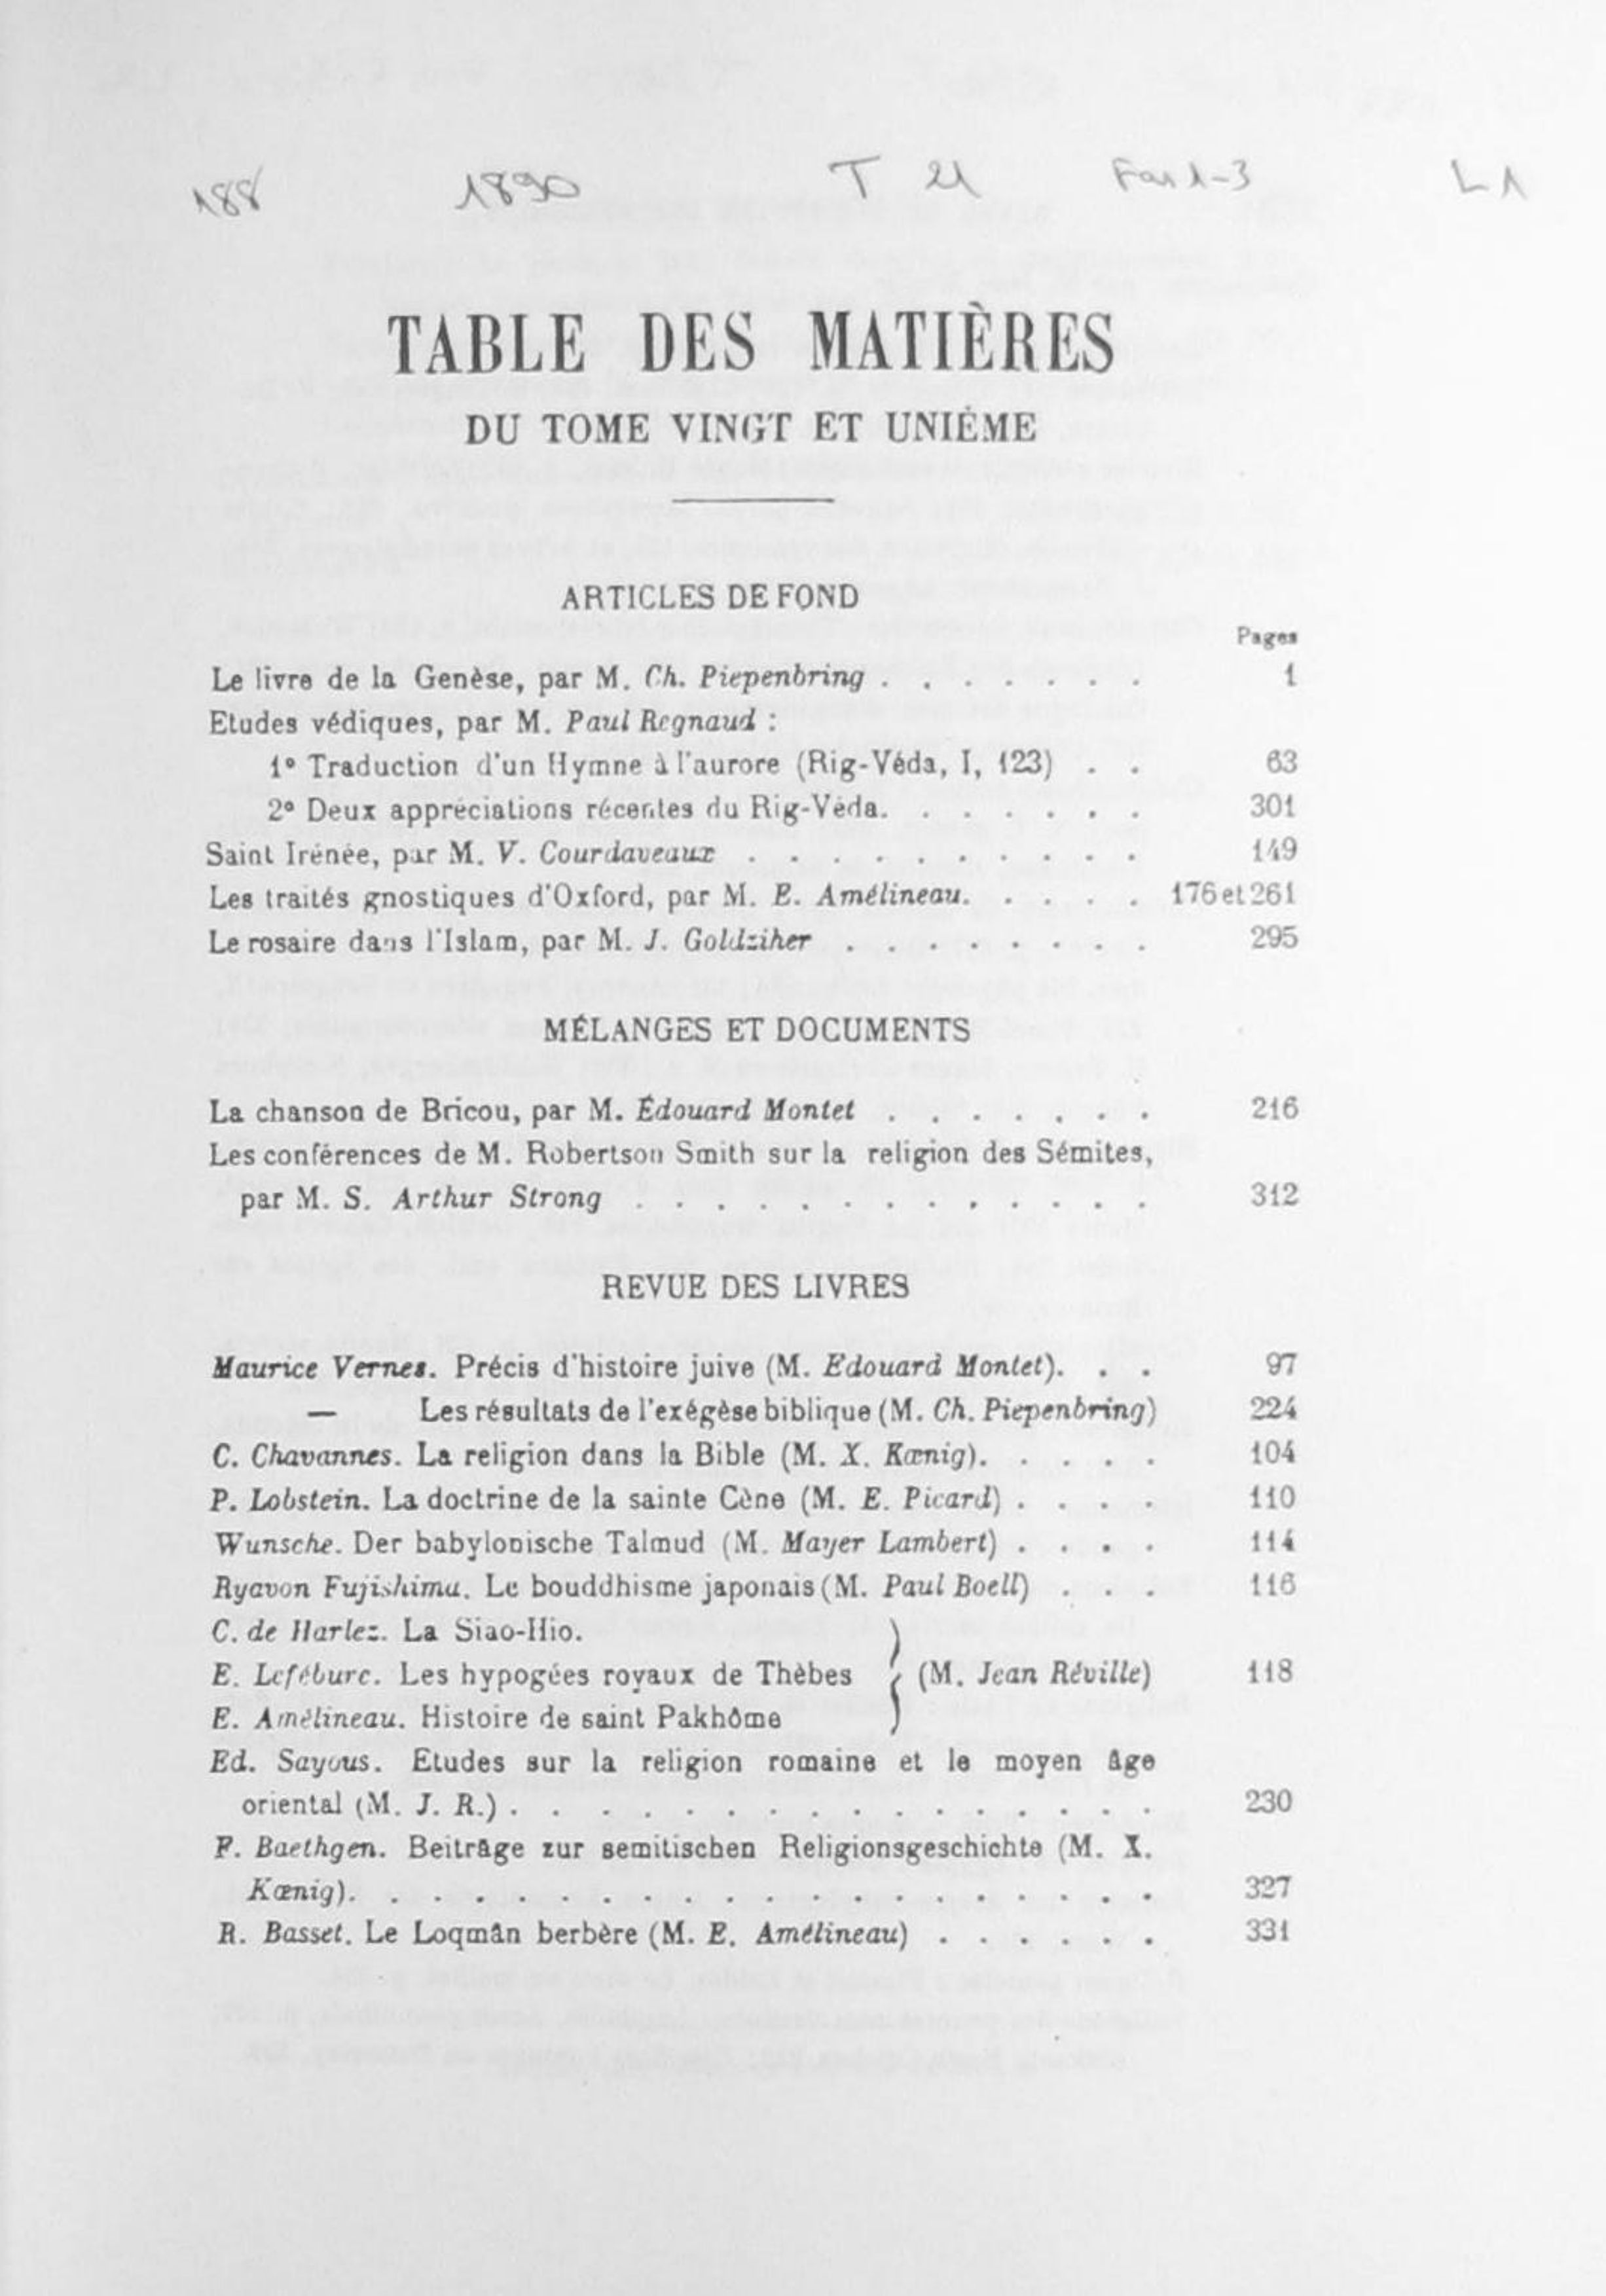 188 1890 T 21 Fas 1-3 L1
TABLE DES MATIÈRES
DU TOME VINGT ET UNIÈME
ARTICLES DE FOND
Pages
Le livre de la Genèse, par M. Ch. Piepenbring . . . . . . . 1
Etudes védiques, par M. Paul Regnaud :
1° Traduction d'un Hymne à l'aurore (Rig-Véda, I, 123) . . 63
2° Deux appréciations récentes du Rig-Véda. . . . . . . 301
Saint Irénée, par M. V. Courdaveaux . . . . . . . . . . 149
Les traités gnostiques d'Oxford, par M. E. Amélineau. . . . . 176 et 261
Le rosaire dans l'Islam, par M. J. Goldziher . . . . . . . . 295
MÉLANGES ET DOCUMENTS
La chanson de Bricou, par M. Édouard Montet . . . . . . . 216
Les conférences de M. Robertson Smith sur la religion des Sémites,
par M. S. Arthur Strong . . . . . . . . . . . . . 312
REVUE DES LIVRES
Maurice Vernes. Précis d'histoire juive (M. Edouard Montet). . . 97
— Les résultats de l'exégèse biblique (M. Ch. Piepenbring) 224
C. Chavannes. La religion dans la Bible (M. X. Kœnig). . . . . 104
P. Lobstein. La doctrine de la sainte Cène (M. E. Picard) . . . . 110
Wunsche. Der babylonische Talmud (M. Mayer Lambert) . . . . 114
Ryavon Fujishima. Le bouddhisme japonais (M. Paul Boell) . . . 116
C. de Harlez. La Siao-Hio.
E. Lefébure. Les hypogées royaux de Thèbes } (M. Jean Réville) 118
E. Amélineau. Histoire de saint Pakhôme
Ed. Sayous. Etudes sur la religion romaine et le moyen âge
oriental (M. J. R.) . . . . . . . . . . . . . . . . 230
F. Baethgen. Beiträge zur semitischen Religionsgeschichte (M. X.
Kœnig). . . . . . . . . . . . . . . . . . . . 327
R. Basset. Le Loqmân berbère (M. E. Amélineau) . . . . . . 331